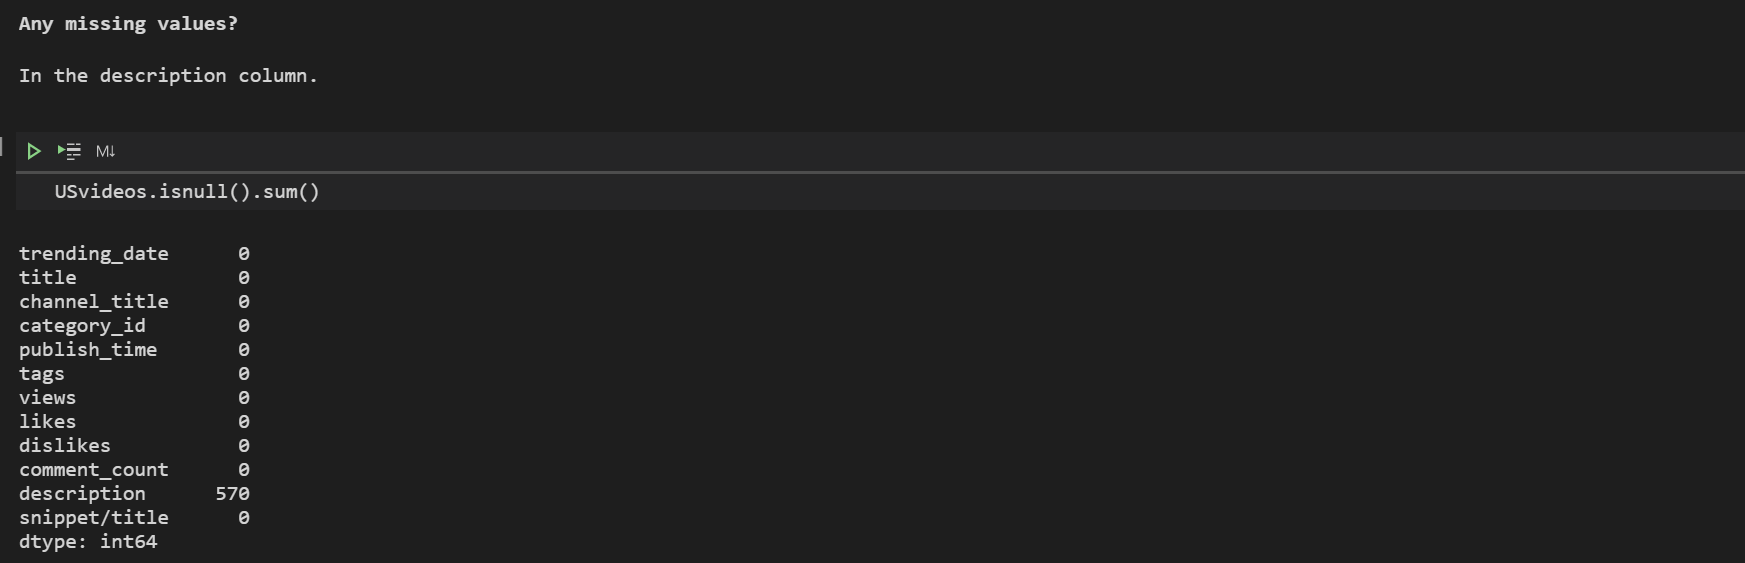 Any missing values?
In the description column.
M↓
USvideos.isnull().sum()
trending_date 0
title 0
channel_title 0
category_id 0
publish_time 0
tags 0
views 0
likes 0
dislikes 0
comment_count 0
description 570
snippet/title 0
dtype: int64